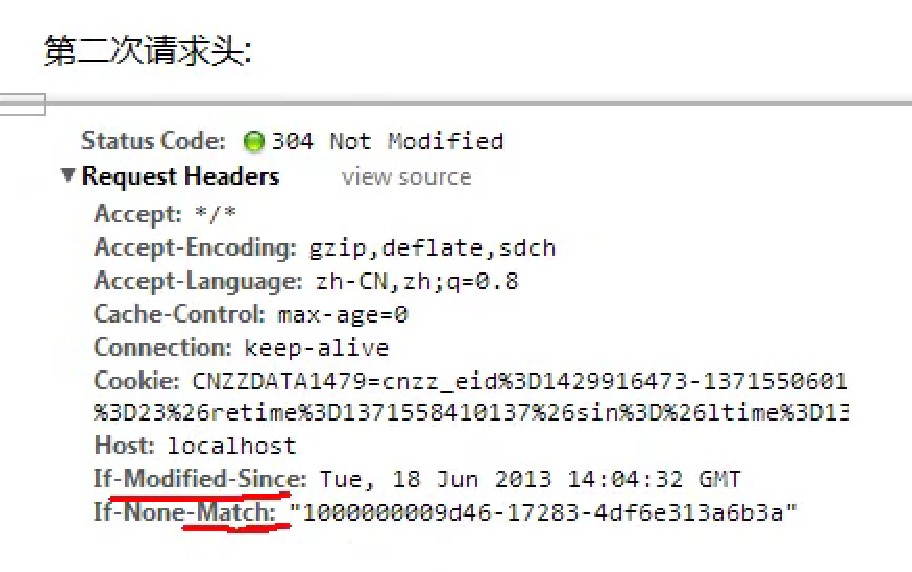 第二次请求头:
Status Code: 304 Not Modified
Request Headers view source
Accept: */*
Accept-Encoding: gzip,deflate,sdch
Accept-Language: zh-CN,zh;q=0.8
Cache-Control: max-age=0
Connection: keep-alive
Cookie: CNZZDATA1479=cnzz_eid%3D1429916473-1371550601
%3D23%26retime%3D1371558410137%26sin%3D%26ltime%3D13
Host: localhost
If-Modified-Since: Tue, 18 Jun 2013 14:04:32 GMT
If-None-Match: "1000000009d46-17283-4df6e313a6b3a"